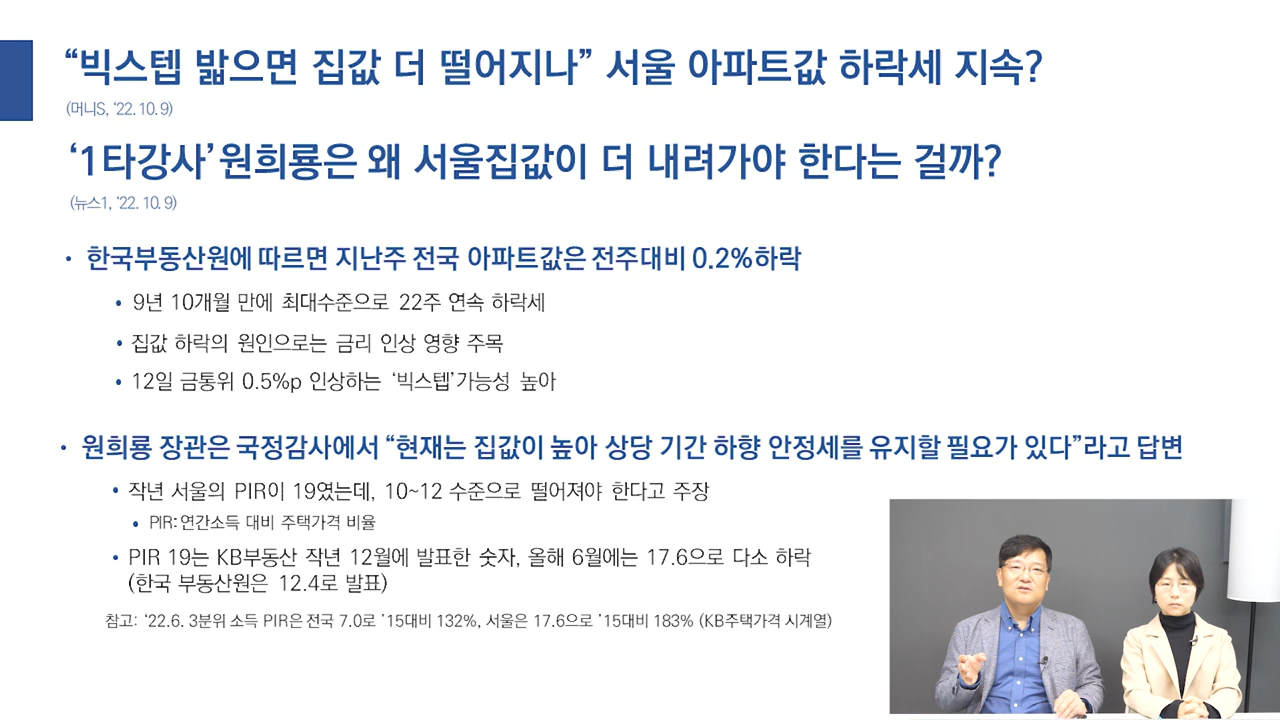 “빅스텝 밟으면 집값 더 떨어지나” 서울 아파트값 하락세 지속?
(머니S, ‘22. 10. 9)
‘1타강사’ 원희룡은 왜 서울집값이 더 내려가야 한다는 걸까?
(뉴스1, ‘22. 10. 9)
• 한국부동산원에 따르면 지난주 전국 아파트값은 전주대비 0.2%하락
• 9년 10개월 만에 최대수준으로 22주 연속 하락세
• 집값 하락의 원인으로는 금리 인상 영향 주목
• 12일 금통위 0.5%p 인상하는 ‘빅스텝’가능성 높아
• 원희룡 장관은 국정감사에서 “현재는 집값이 높아 상당 기간 하향 안정세를 유지할 필요가 있다”라고 답변
• 작년 서울의 PIR이 19였는데, 10~12 수준으로 떨어져야 한다고 주장
• PIR: 연간소득 대비 주택가격 비율
• PIR 19는 KB부동산 작년 12월에 발표한 숫자, 올해 6월에는 17.6으로 다소 하락
(한국 부동산원은 12.4로 발표)
참고: ‘22.6. 3분위 소득 PIR은 전국 7.0로 ’15대비 132%, 서울은 17.6으로 ’15대비 183% (KB주택가격 시계열)